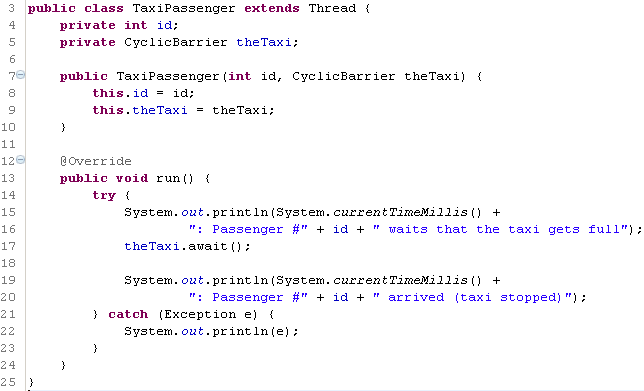 3 public class TaxiPassenger extends Thread {
4     private int id;
5     private CyclicBarrier theTaxi;
6
7     public TaxiPassenger(int id, CyclicBarrier theTaxi) {
8         this.id = id;
9         this.theTaxi = theTaxi;
10     }
11
12     @Override
13     public void run() {
14         try {
15             System.out.println(System.currentTimeMillis() +
16                     ": Passenger #" + id + " waits that the taxi gets full");
17             theTaxi.await();
18
19             System.out.println(System.currentTimeMillis() +
20                     ": Passenger #" + id + " arrived (taxi stopped)");
21         } catch (Exception e) {
22             System.out.println(e);
23         }
24     }
25 }